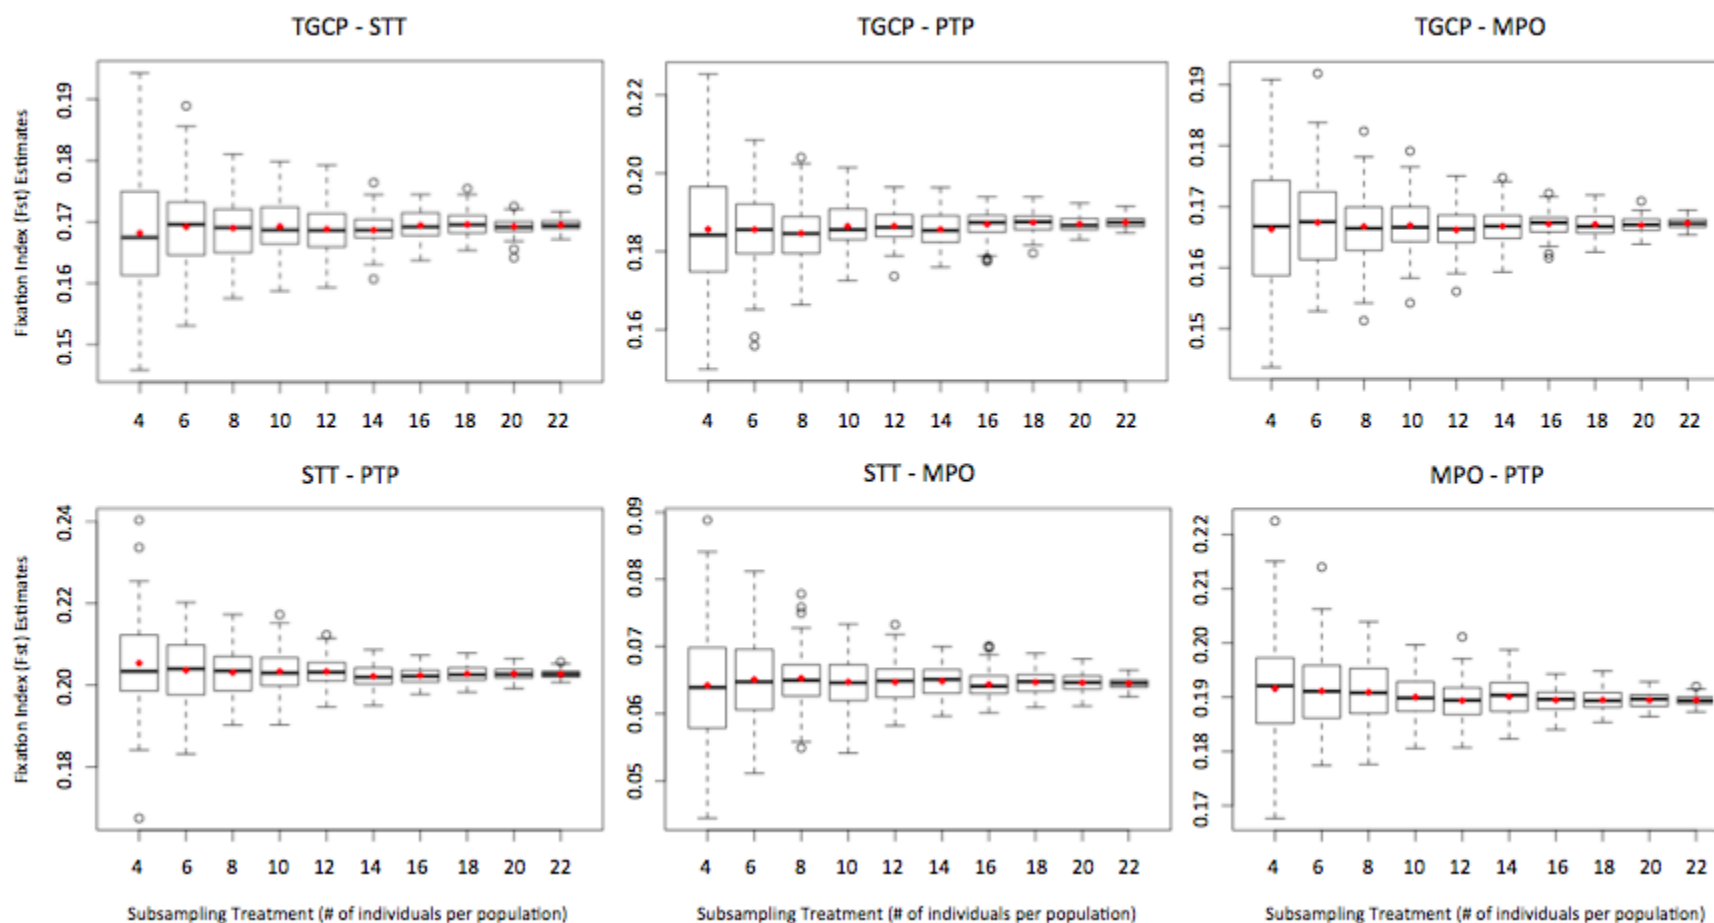 TGCP - STT
TGCP - PTP
TGCP - MPO
Fixation Index (Fst) Estimates
0.19
0.18
0.17
0.16
0.15
4 6 8 10 12 14 16 18 20 22
0.22
0.20
0.18
0.16
4 6 8 10 12 14 16 18 20 22
0.19
0.18
0.17
0.16
0.15
4 6 8 10 12 14 16 18 20 22
STT - PTP
STT - MPO
MPO - PTP
Fixation Index (Fst) Estimates
0.24
0.22
0.20
0.18
4 6 8 10 12 14 16 18 20 22
0.09
0.08
0.07
0.06
0.05
4 6 8 10 12 14 16 18 20 22
0.22
0.21
0.20
0.19
0.18
0.17
4 6 8 10 12 14 16 18 20 22
Subsampling Treatment (# of individuals per population)
Subsampling Treatment (# of individuals per population)
Subsampling Treatment (# of individuals per population)